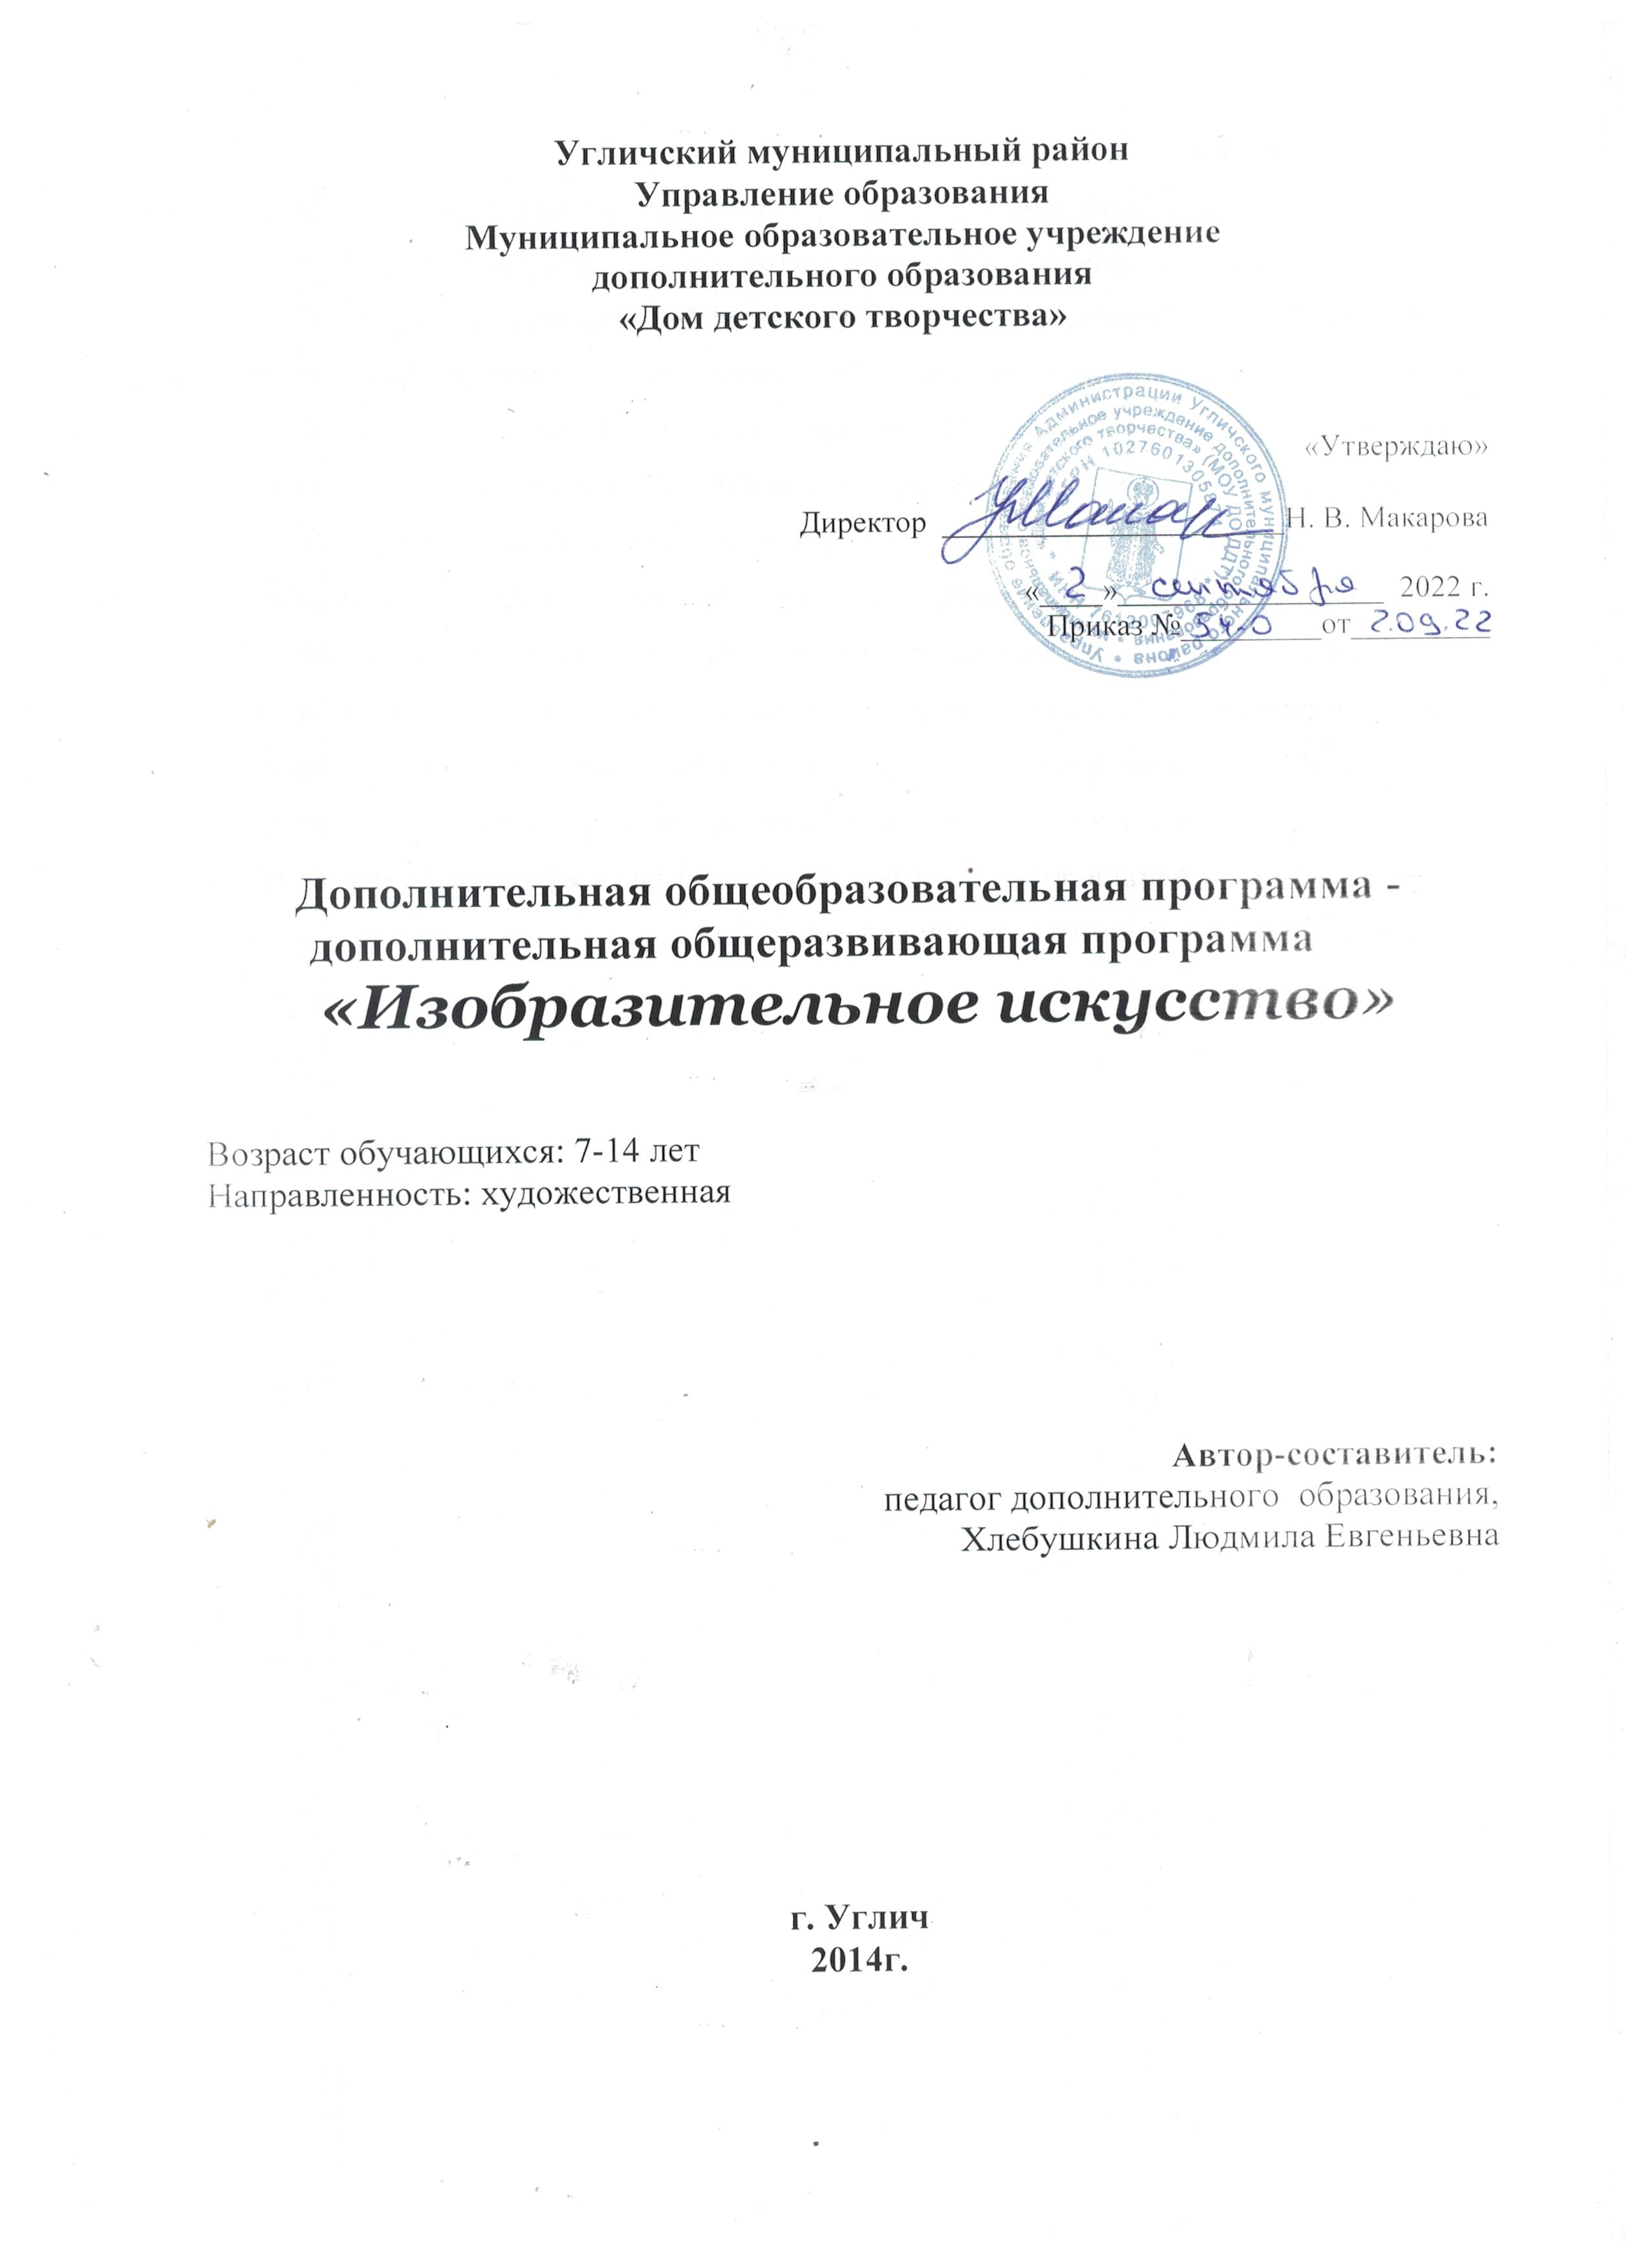 Угличский муниципальный район
Управление образования
Муниципальное образовательное учреждение
дополнительного образования
«Дом детского творчества»
«Утверждаю»
Директор Н. В. Макарова
«2» сентября 2022 г.
Приказ № 54-О от 2.09.22
Дополнительная общеобразовательная программа -
дополнительная общеразвивающая программа
«Изобразительное искусство»
Возраст обучающихся: 7-14 лет
Направленность: художественная
Автор-составитель:
педагог дополнительного образования,
Хлебушкина Людмила Евгеньевна
г. Углич
2014г.